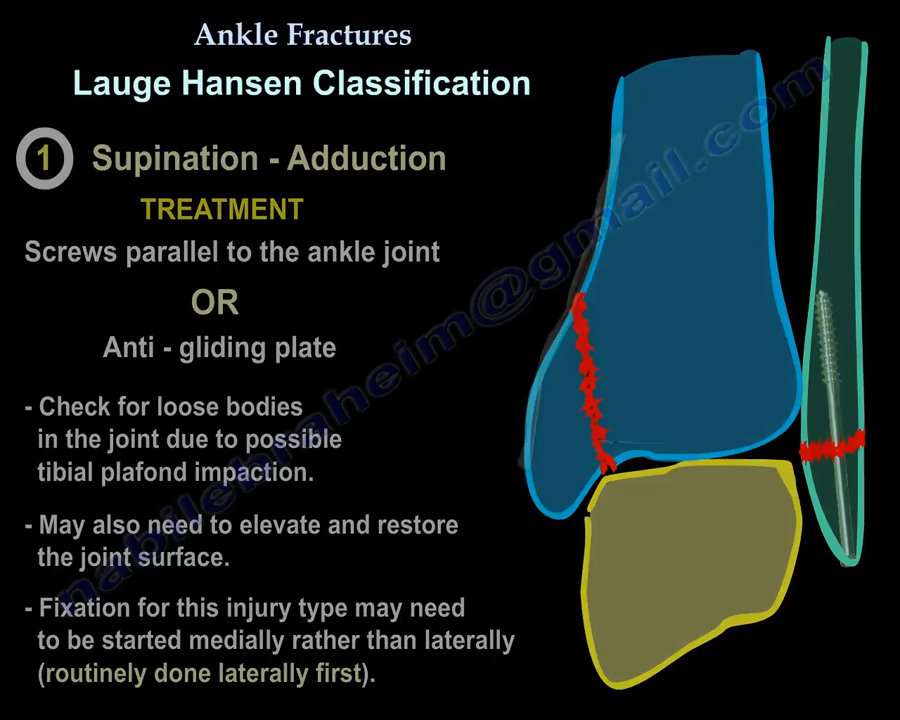 Ankle Fractures
Lauge Hansen Classification
1 Supination - Adduction
TREATMENT
Screws parallel to the ankle joint
OR
Anti - gliding plate
- Check for loose bodies
in the joint due to possible
tibial plafond impaction.
- May also need to elevate and restore
the joint surface.
- Fixation for this injury type may need
to be started medially rather than laterally
(routinely done laterally first).
nabilebraheim@gmail.com